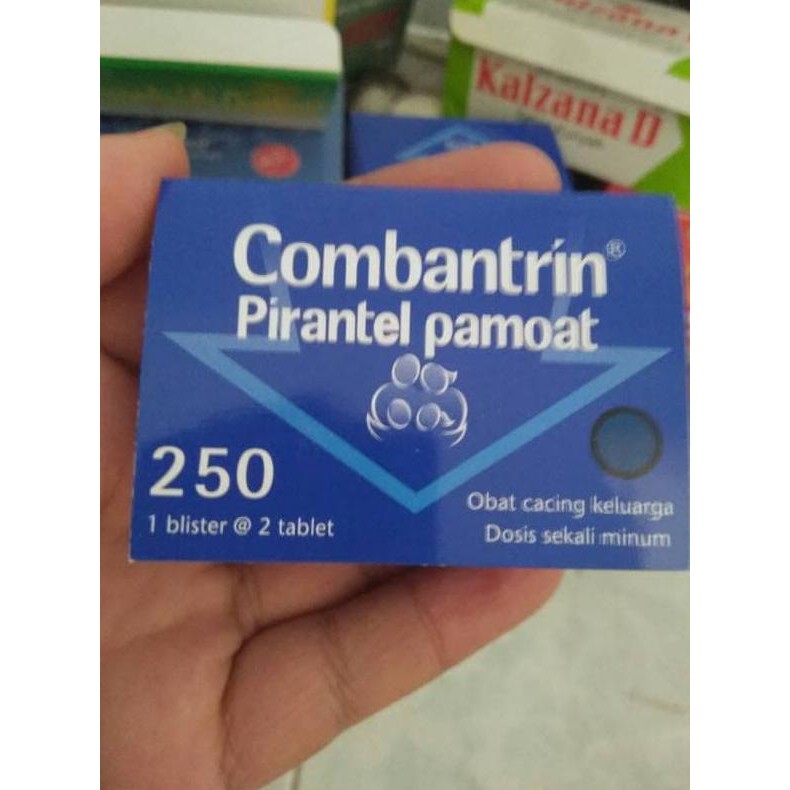 Kalzana D
Combantrin®
Pirantel pamoat
250
1 blister @ 2 tablet
Obat cacing keluarga
Dosis sekali minum